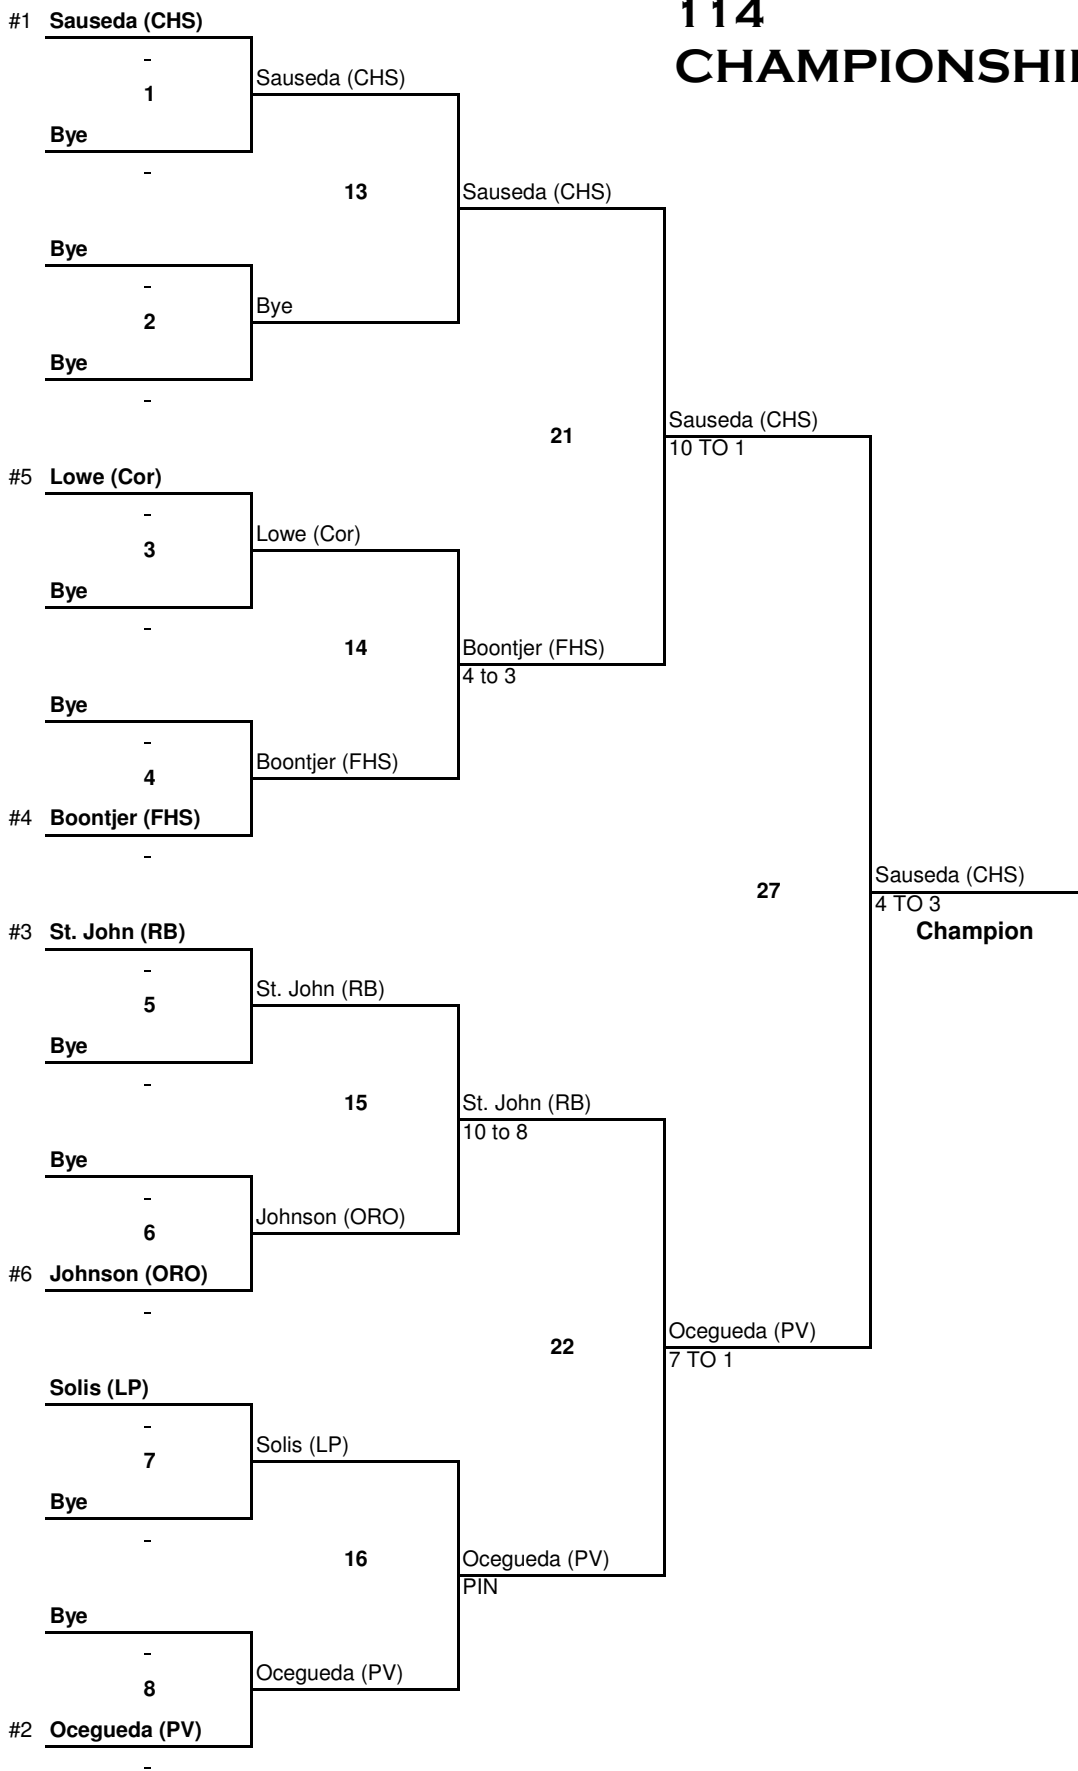 114
CHAMPIONSHI
#1 Sauseda (CHS)
-
1
Bye
-
Sauseda (CHS)
13
Bye
-
2
Bye
-
Bye
Sauseda (CHS)
#5 Lowe (Cor)
-
3
Bye
-
Lowe (Cor)
14
Bye
-
4
#4 Boontjer (FHS)
-
Boontjer (FHS)
Boontjer (FHS)
4 to 3
21
Sauseda (CHS)
10 TO 1
#3 St. John (RB)
-
5
Bye
-
St. John (RB)
15
Bye
-
6
#6 Johnson (ORO)
-
Johnson (ORO)
St. John (RB)
10 to 8
Solis (LP)
-
7
Bye
-
Solis (LP)
16
Bye
-
8
#2 Ocegueda (PV)
-
Ocegueda (PV)
Ocegueda (PV)
PIN
22
Ocegueda (PV)
7 TO 1
27
Sauseda (CHS)
4 TO 3
Champion